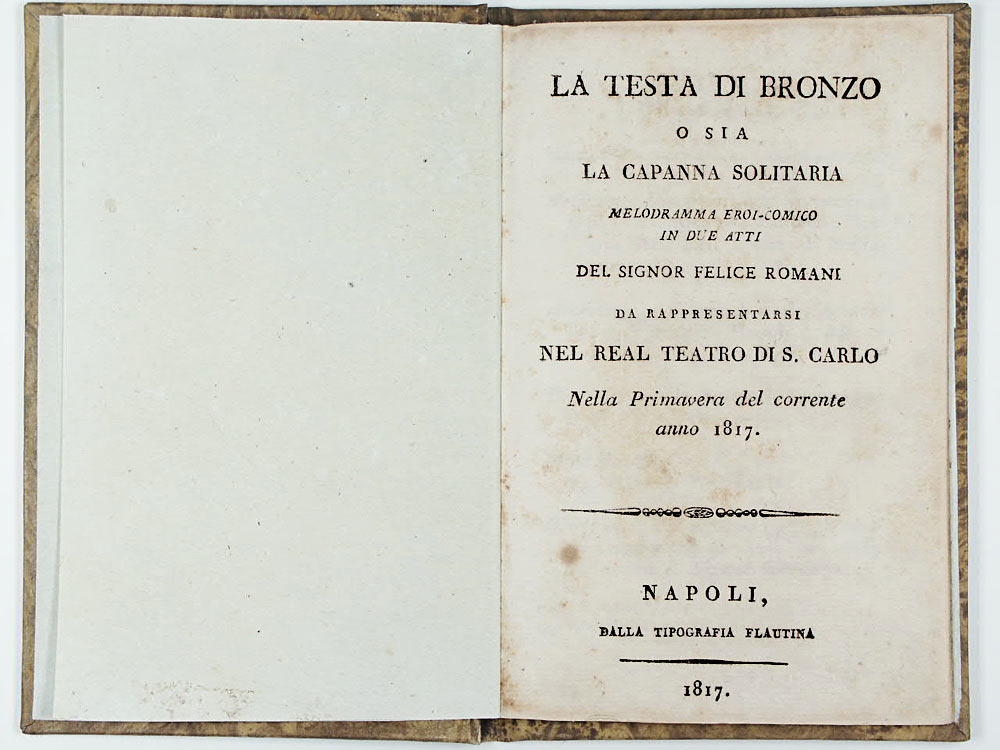 LA TESTA DI BRONZO
O SIA
LA CAPANNA SOLITARIA
MELODRAMMA EROI-COMICO
IN DUE ATTI
DEL SIGNOR FELICE ROMANI
DA RAPPRESENTARSI
NEL REAL TEATRO DI S. CARLO
Nella Primavera del corrente
anno 1817.
NAPOLI,
DALLA TIPOGRAFIA FLAUTINA
1817.